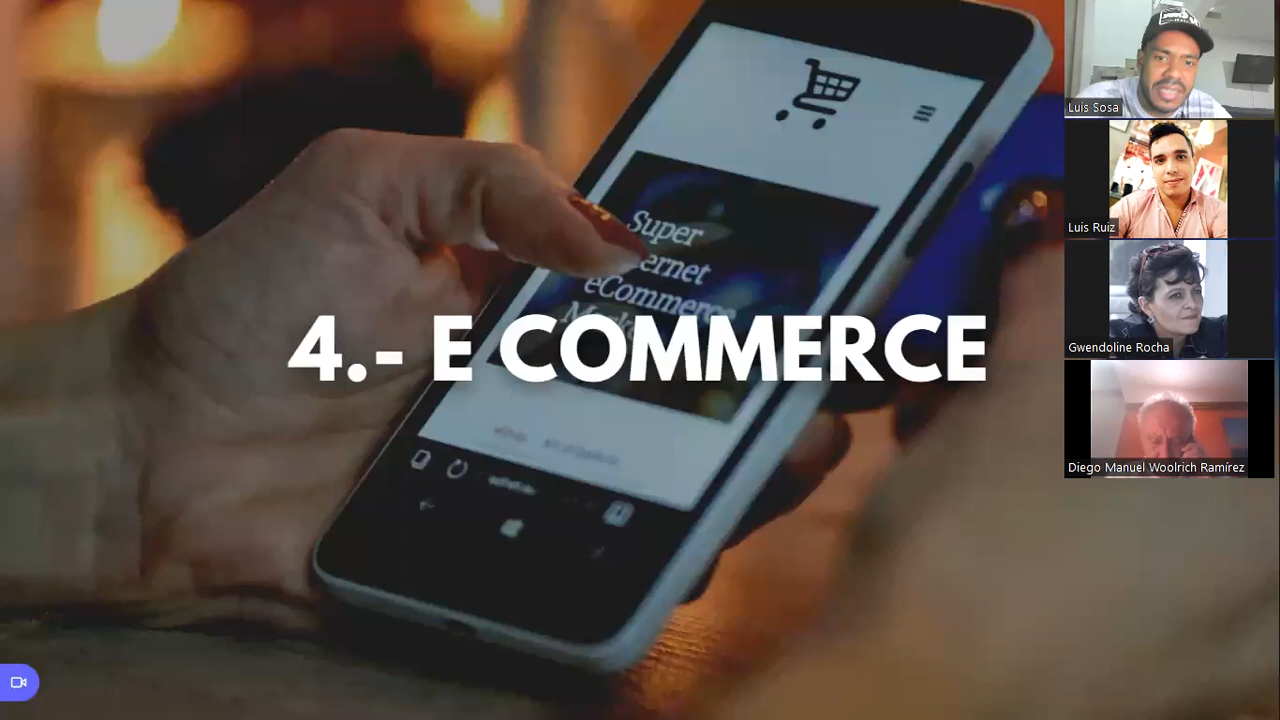 Super
eCommerce
4.- E COMMERCE
Luis Sosa
Luis Ruiz
Gwendoline Rocha
Diego Manuel Woolrich Ramírez